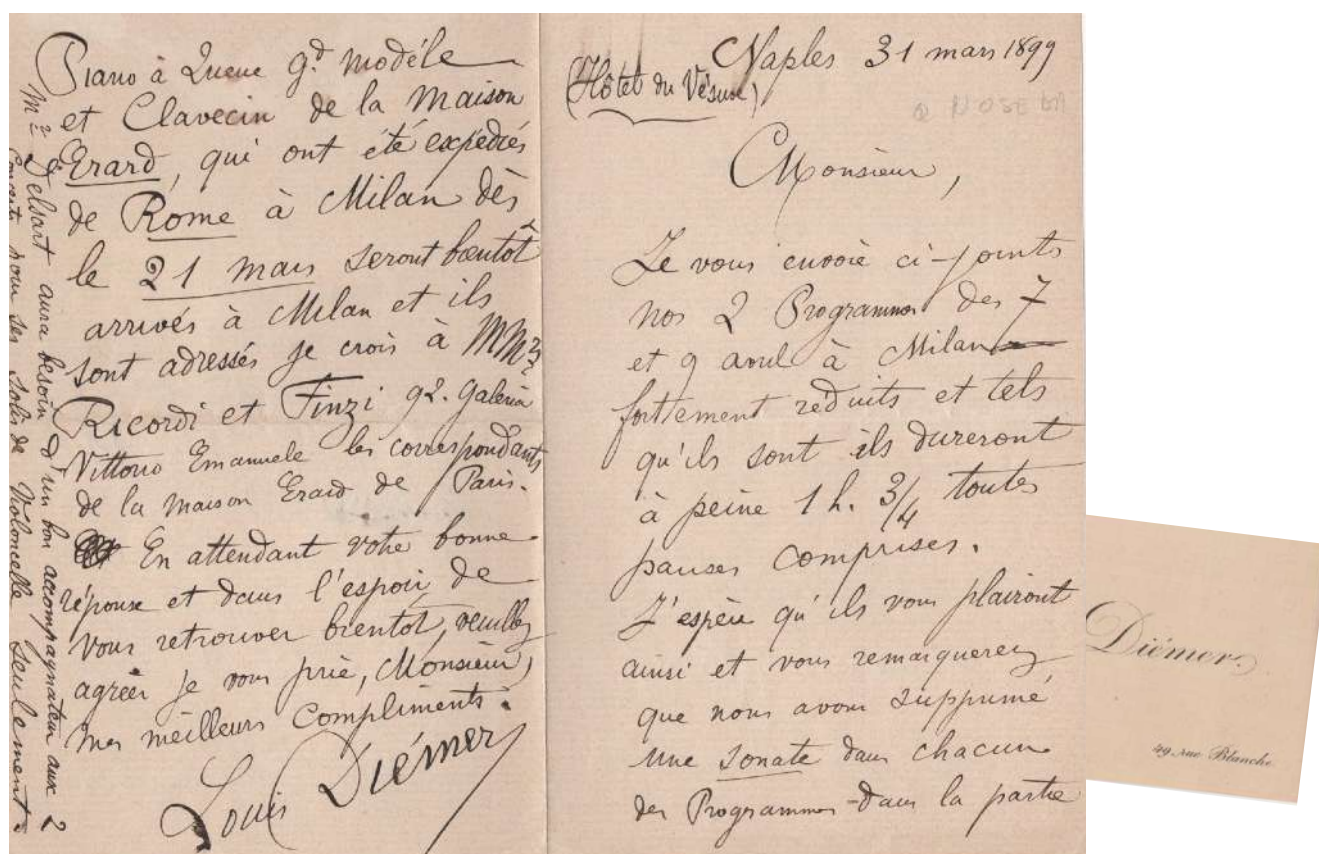 Naples 31 mars 1899
(Hôtel du Vésuve)
Monsieur,
Je vous envoie ci-joints
nos 2 Programmes des 7
et 9 avril à Milan
fortement réduits et tels
qu'ils sont ils dureront
à peine 1 h. 3/4 toutes
pauses comprises.
J'espère qu'ils vous plairont
ainsi et vous remarquerez
que nous avons supprimé
une sonate dans chacun
des Programmes - dans la partie
Piano à Queue gd. modèle
et Clavecin de la Maison
Erard, qui ont été expédiés
de Rome à Milan dès
le 21 mars seront bientôt
arrivés à Milan et ils
sont adressés je crois à MMrs
Ricordi et Finzi 92. Galeria
Vittorio Emanuele les correspondants
de la maison Erard de Paris.
En attendant votre bonne
réponse et dans l'espoir de
vous retrouver bientôt, veuillez
agréer je vous prie, Monsieur,
mes meilleurs compliments.
Louis Diémer
Mr Delsart aura besoin d'un bon accompagnateur aux 2
Concerts pour ses solis de Violoncelle seulement.
Diémer
49, rue Blanche